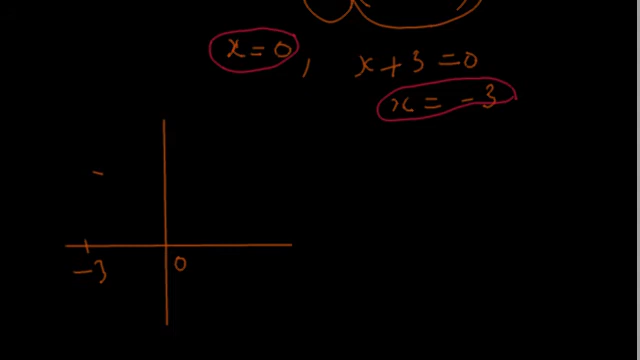 x = 0, x + 3 = 0
x = -3
-3 0